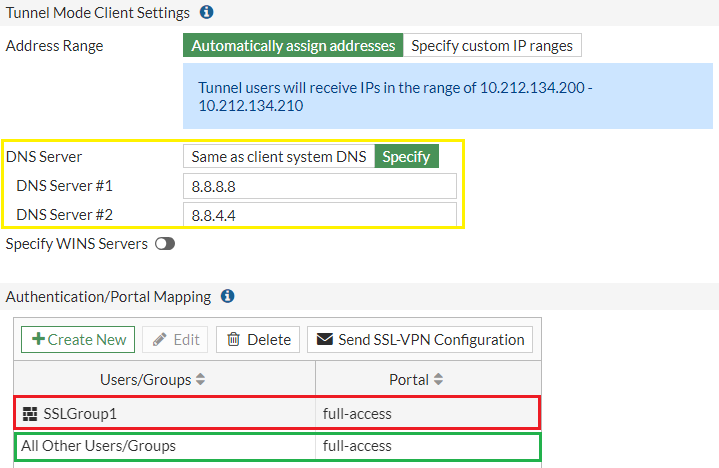 Tunnel Mode Client Settings
Address Range
Automatically assign addresses Specify custom IP ranges
Tunnel users will receive IPs in the range of 10.212.134.200 -
10.212.134.210
DNS Server Same as client system DNS Specify
DNS Server #1 8.8.8.8
DNS Server #2 8.8.4.4
Specify WINS Servers
Authentication/Portal Mapping
Create New Edit Delete Send SSL-VPN Configuration
Users/Groups Portal
SSLGroup1 full-access
All Other Users/Groups full-access